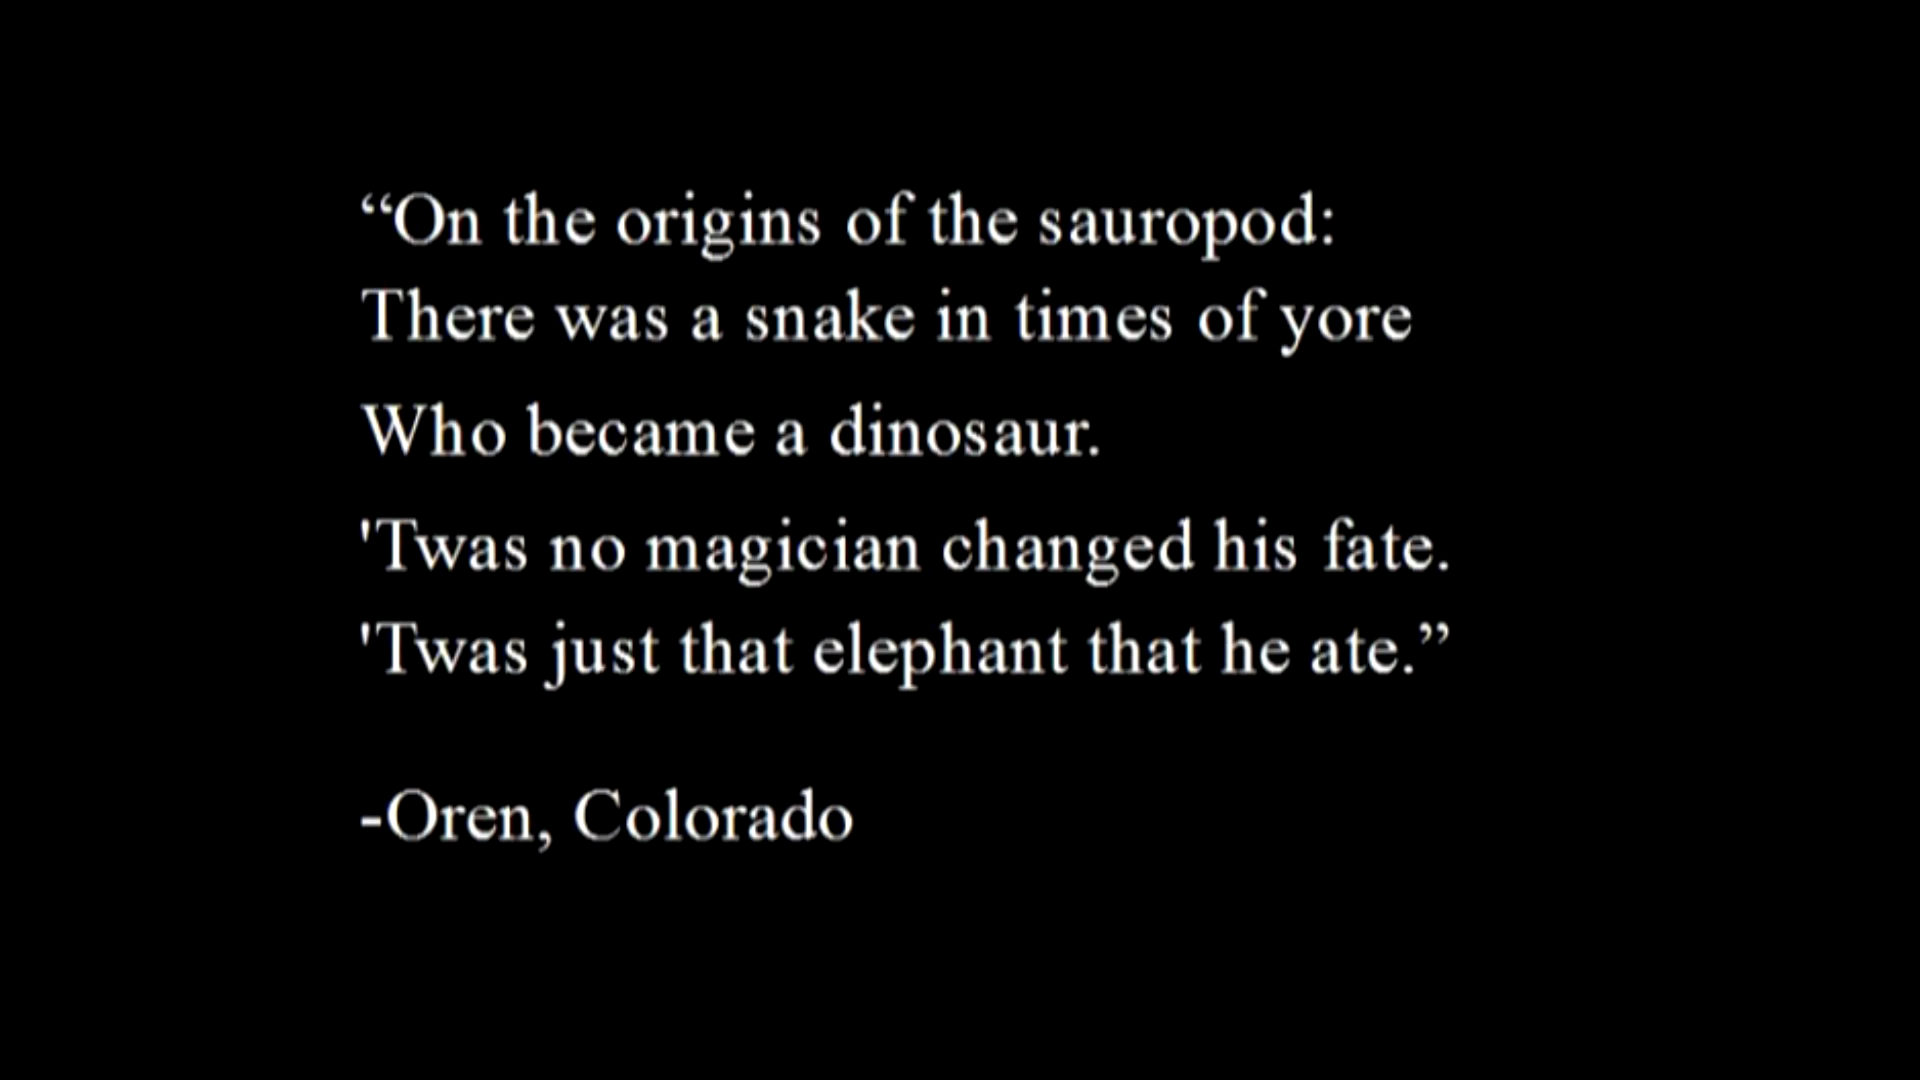 “On the origins of the sauropod:
There was a snake in times of yore
Who became a dinosaur.
'Twas no magician changed his fate.
'Twas just that elephant that he ate.”
-Oren, Colorado